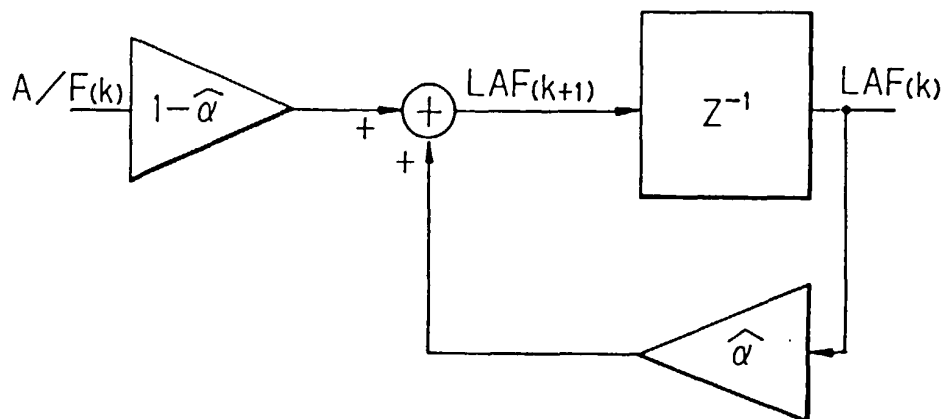 A/F(k)
1-α̂
+
+
+
LAF(k+1)
Z⁻¹
LAF(k)
α̂